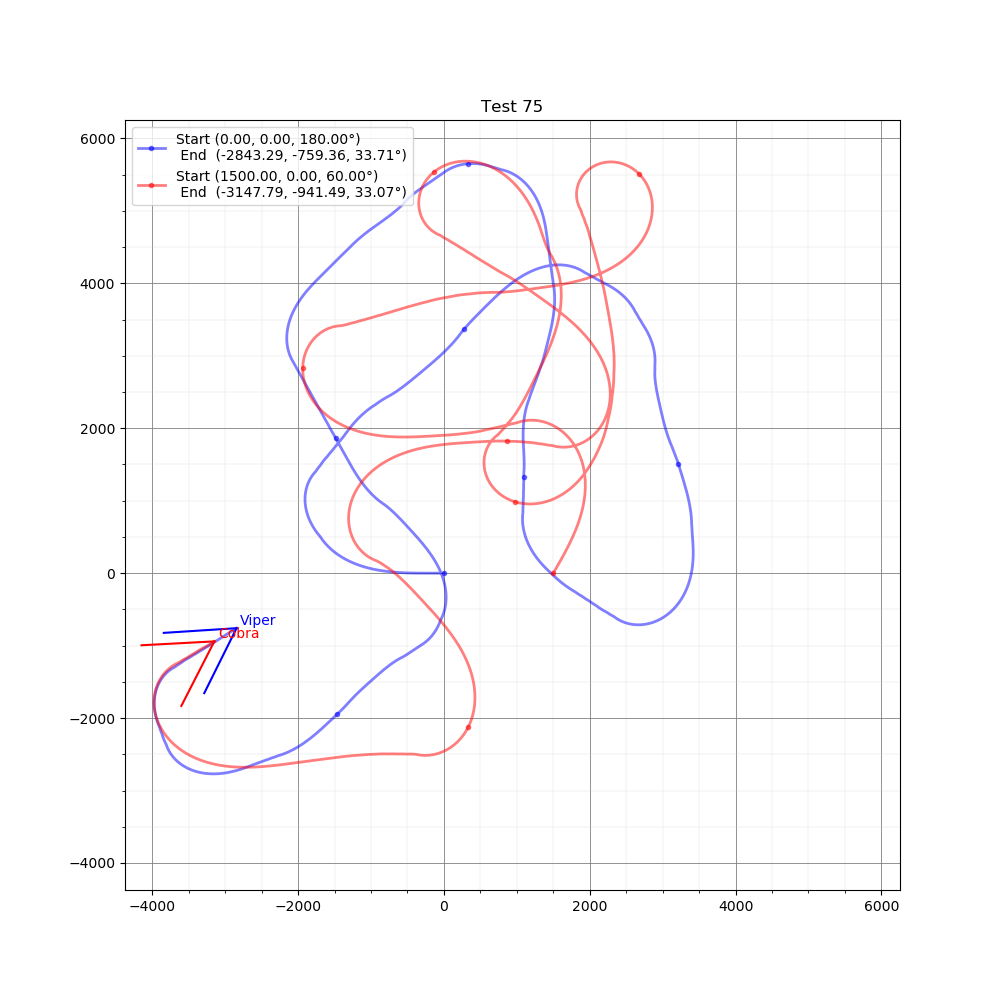 Test 75
Start (0.00, 0.00, 180.00°)
End (-2843.29, -759.36, 33.71°)
Start (1500.00, 0.00, 60.00°)
End (-3147.79, -941.49, 33.07°)
6000
4000
2000
0
−2000
−4000
Viper
Cobra
−4000 −2000 0 2000 4000 6000